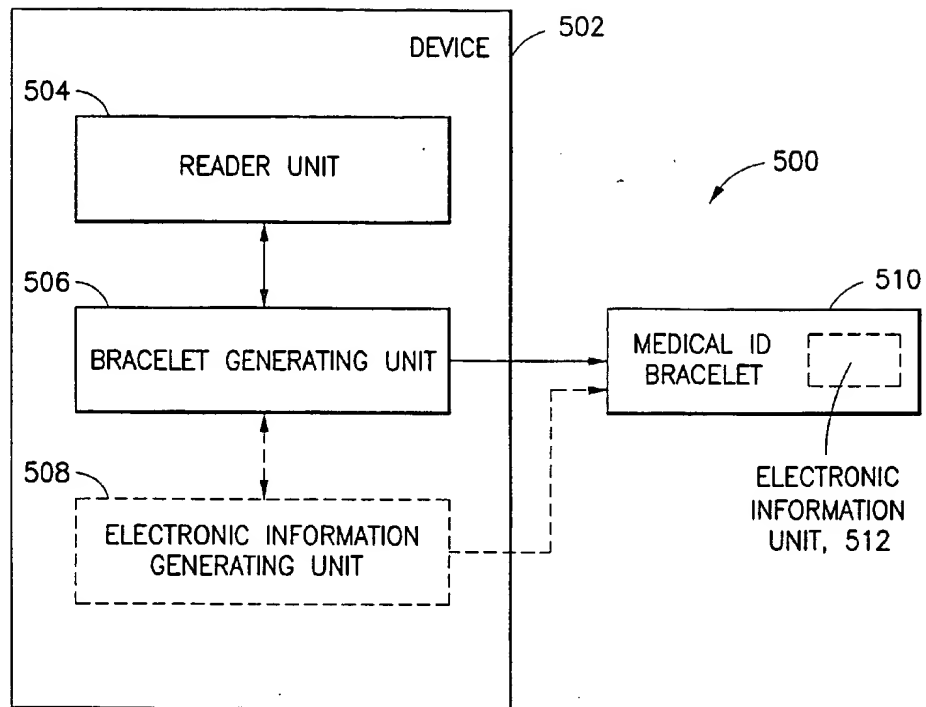 502
DEVICE
504
READER UNIT
500
506
510
BRACELET GENERATING UNIT
MEDICAL ID
BRACELET
508
ELECTRONIC INFORMATION
GENERATING UNIT
ELECTRONIC
INFORMATION
UNIT, 512